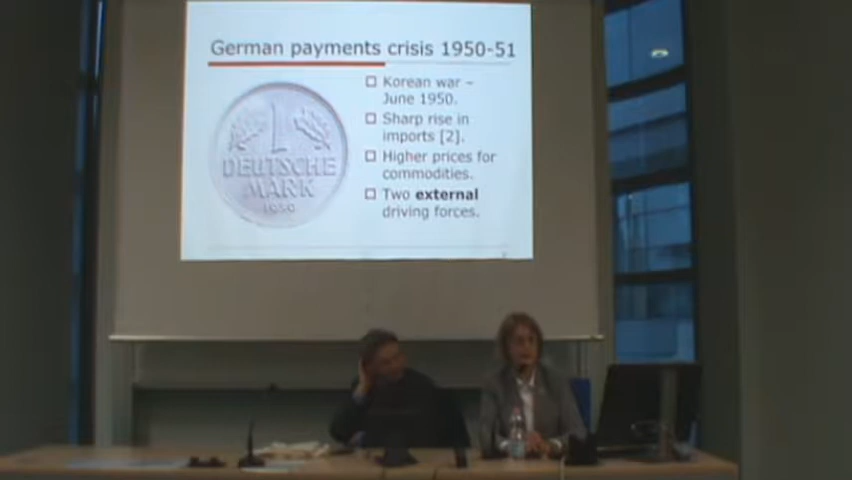 German payments crisis 1950-51
Korean war –
June 1950.
Sharp rise in
imports [2].
Higher prices for
commodities.
Two external
driving forces.
1
DEUTSCHE
MARK
1950